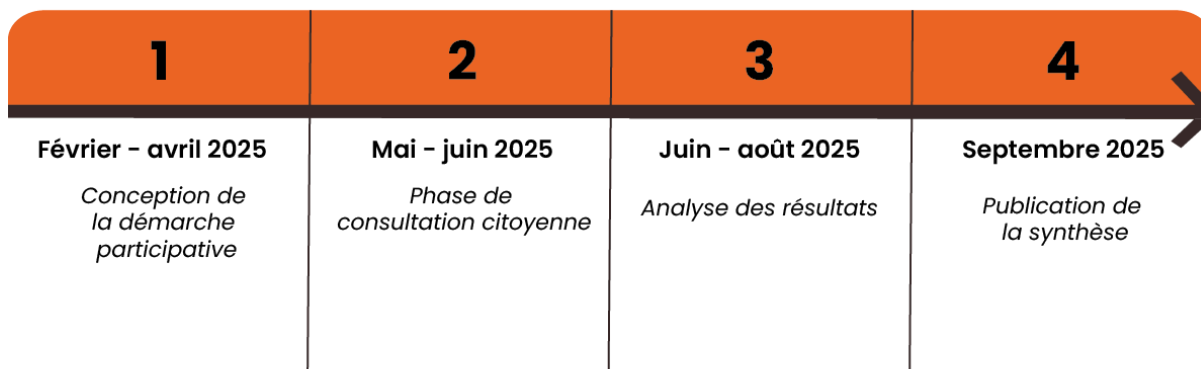 1
2
3
4
Février - avril 2025
Conception de
la démarche
participative
Mai - juin 2025
Phase de
consultation citoyenne
Juin - août 2025
Analyse des résultats
Septembre 2025
Publication de
la synthèse